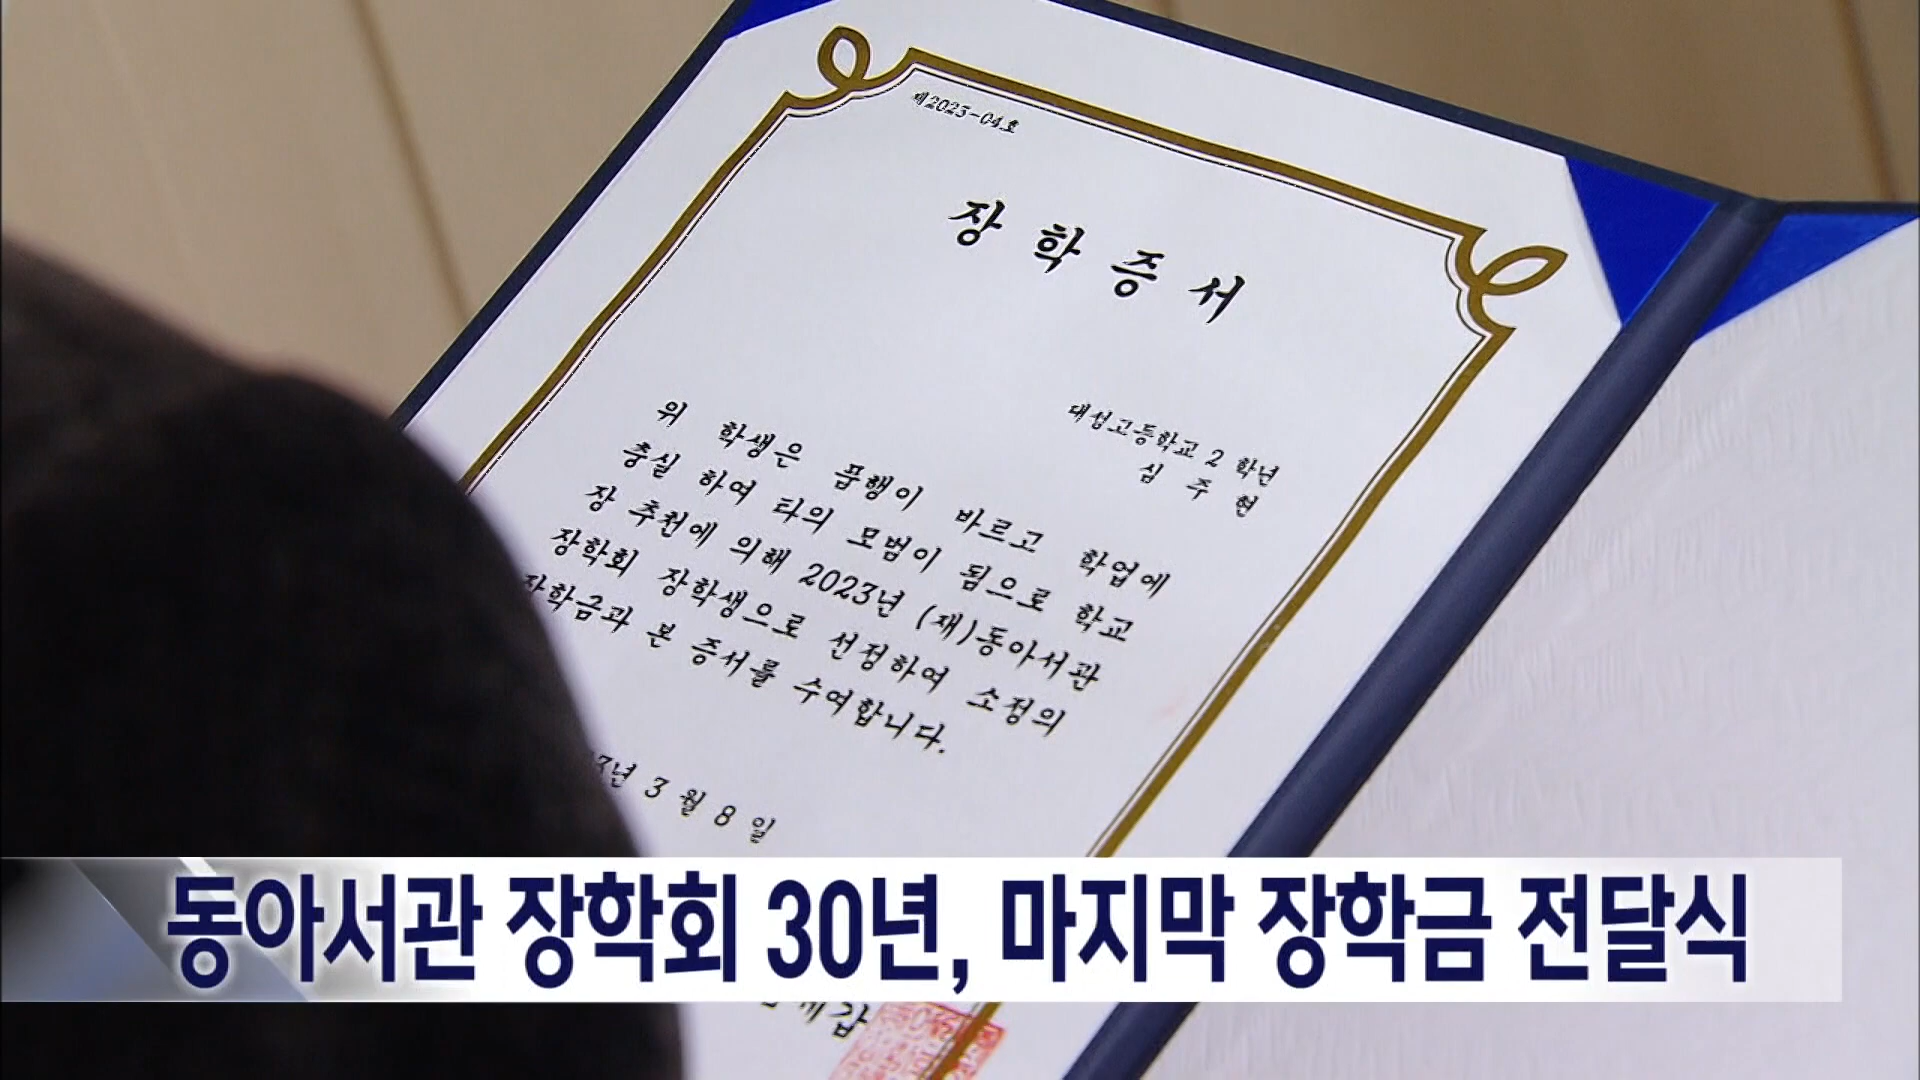 제2023-04호
장 학 증 서
대성고등학교 2 학년
심 주 현
위 학생은 품행이 바르고 학업에
충실 하여 타의 모범이 됨으로 학교
장 추천에 의해 2023년 (재)동아서관
장학회 장학생으로 선정하여 소정의
장학금과 본 증서를 수여합니다.
3년 3 월 8 일
동아서관 장학회 30년, 마지막 장학금 전달식